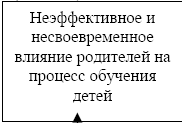 Неэффективное и
несвоевременное
влияние родителей на
процесс обучения
детей